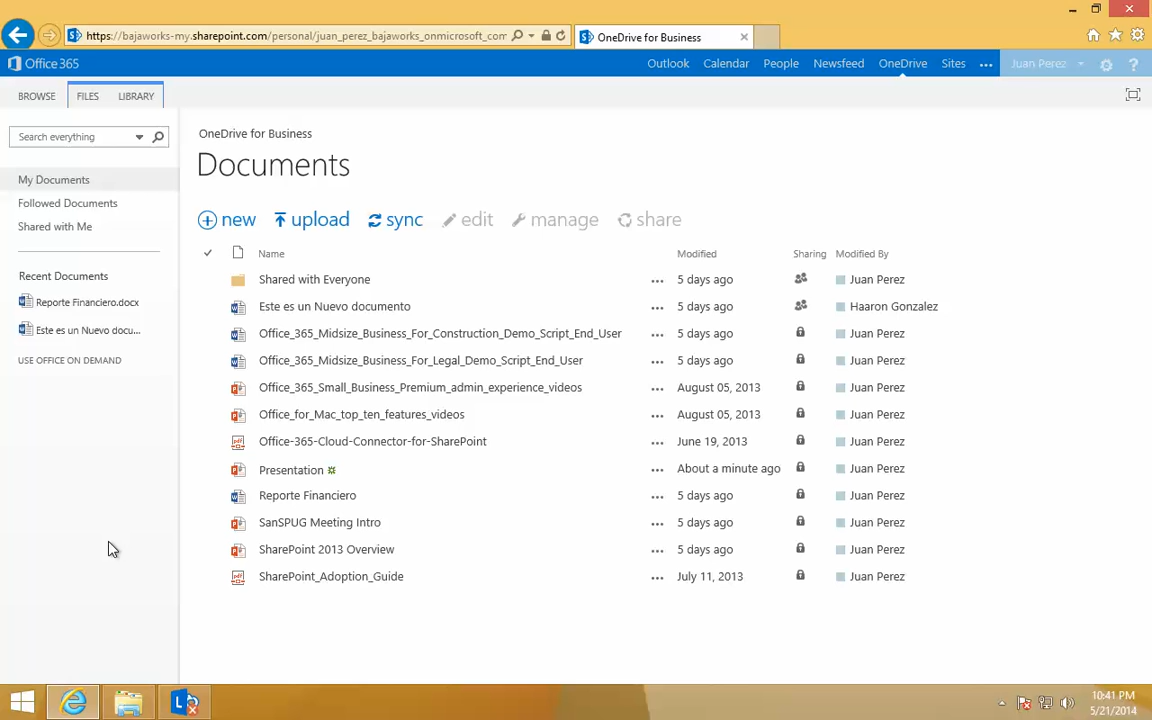 https://bajaworks-my.sharepoint.com/personal/juan_perez_bajaworks_onmicrosoft_com
OneDrive for Business
Office 365
Outlook Calendar People Newsfeed OneDrive Sites ... Juan Perez ?
BROWSE FILES LIBRARY
Search everything
OneDrive for Business
Documents
My Documents
Followed Documents
Shared with Me
Recent Documents
Reporte Financiero.docx
Este es un Nuevo docu...
USE OFFICE ON DEMAND
new upload sync edit manage share
Name Modified Sharing Modified By
Shared with Everyone ... 5 days ago Juan Perez
Este es un Nuevo documento ... 5 days ago Haaron Gonzalez
Office_365_Midsize_Business_For_Construction_Demo_Script_End_User ... 5 days ago Juan Perez
Office_365_Midsize_Business_For_Legal_Demo_Script_End_User ... 5 days ago Juan Perez
Office_365_Small_Business_Premium_admin_experience_videos ... August 05, 2013 Juan Perez
Office_for_Mac_top_ten_features_videos ... August 05, 2013 Juan Perez
Office-365-Cloud-Connector-for-SharePoint ... June 19, 2013 Juan Perez
Presentation ... About a minute ago Juan Perez
Reporte Financiero ... 5 days ago Juan Perez
SanSPUG Meeting Intro ... 5 days ago Juan Perez
SharePoint 2013 Overview ... 5 days ago Juan Perez
SharePoint_Adoption_Guide ... July 11, 2013 Juan Perez
10:41 PM
5/21/2014